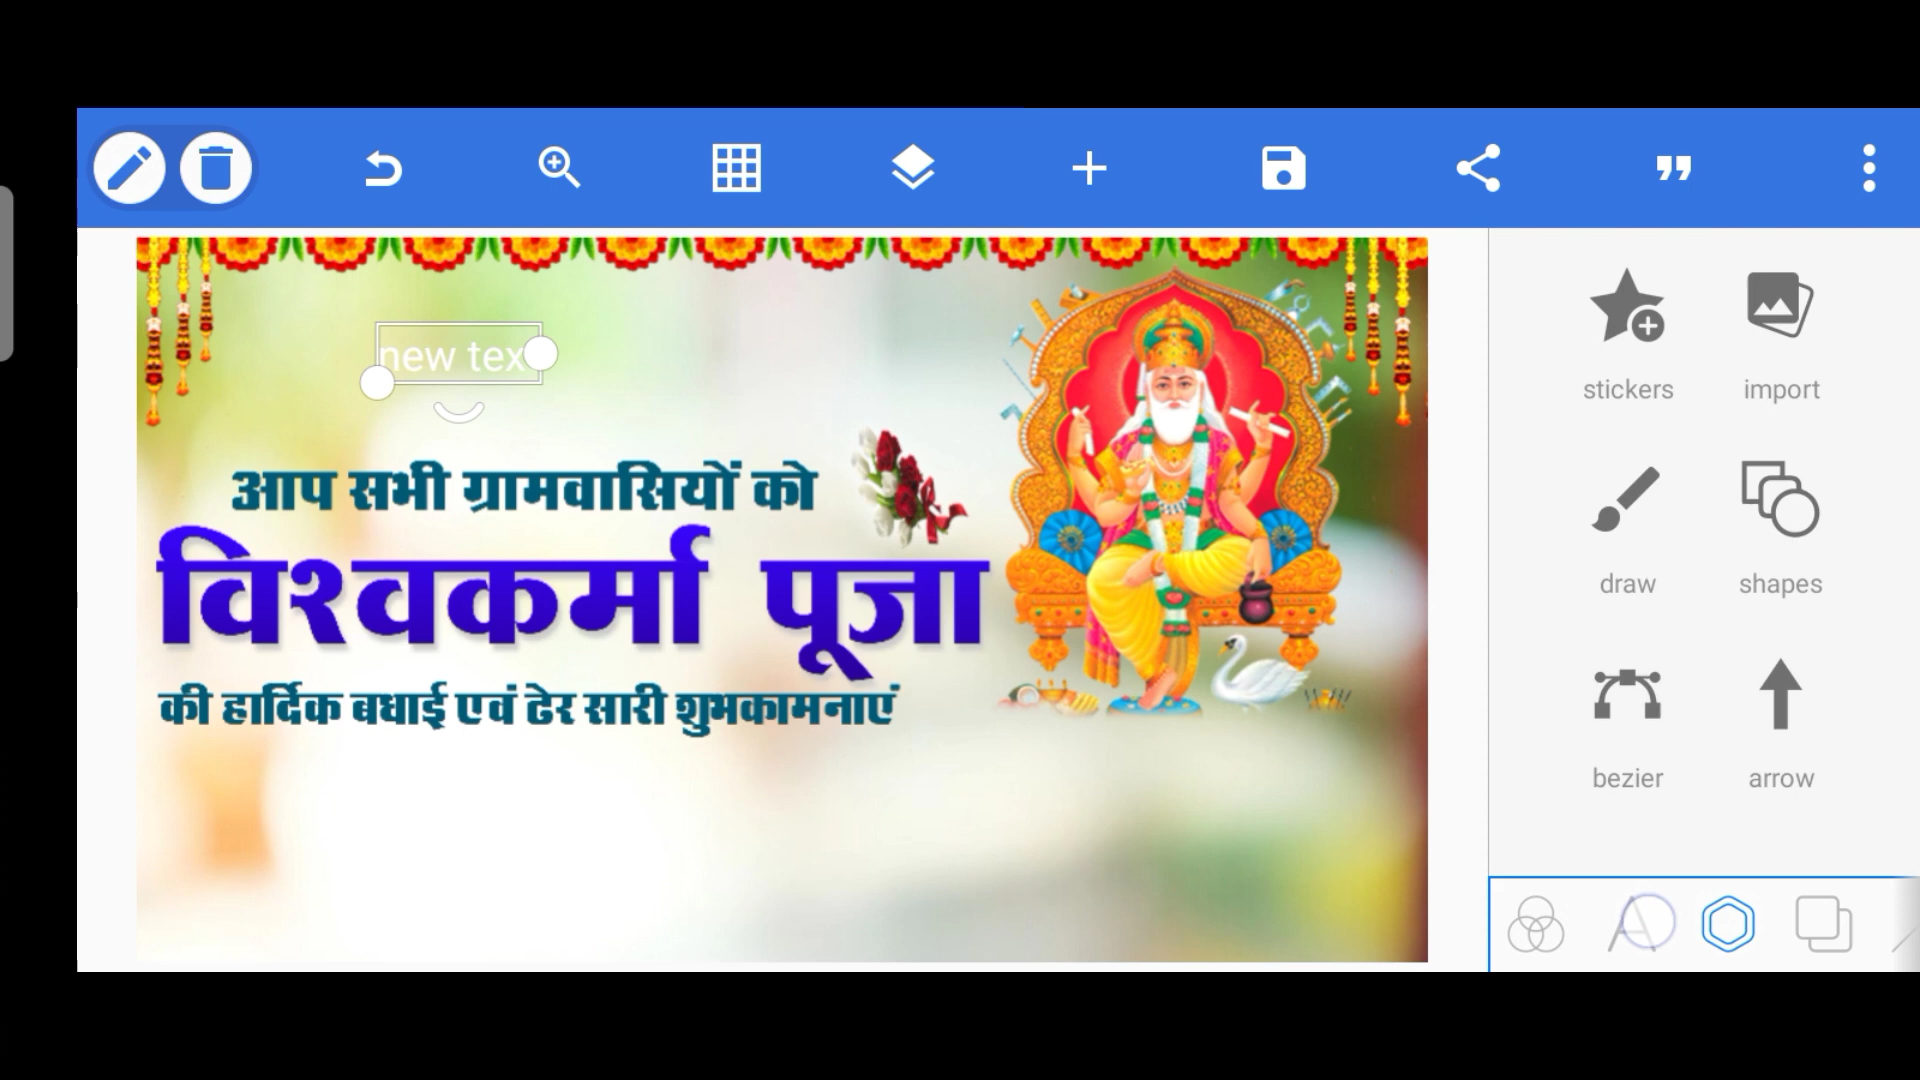 new tex
आप सभी ग्रामवासियों को
विश्वकर्मा पूजा
की हार्दिक बधाई एवं ढेर सारी शुभकामनाएं
stickers import
draw shapes
bezier arrow